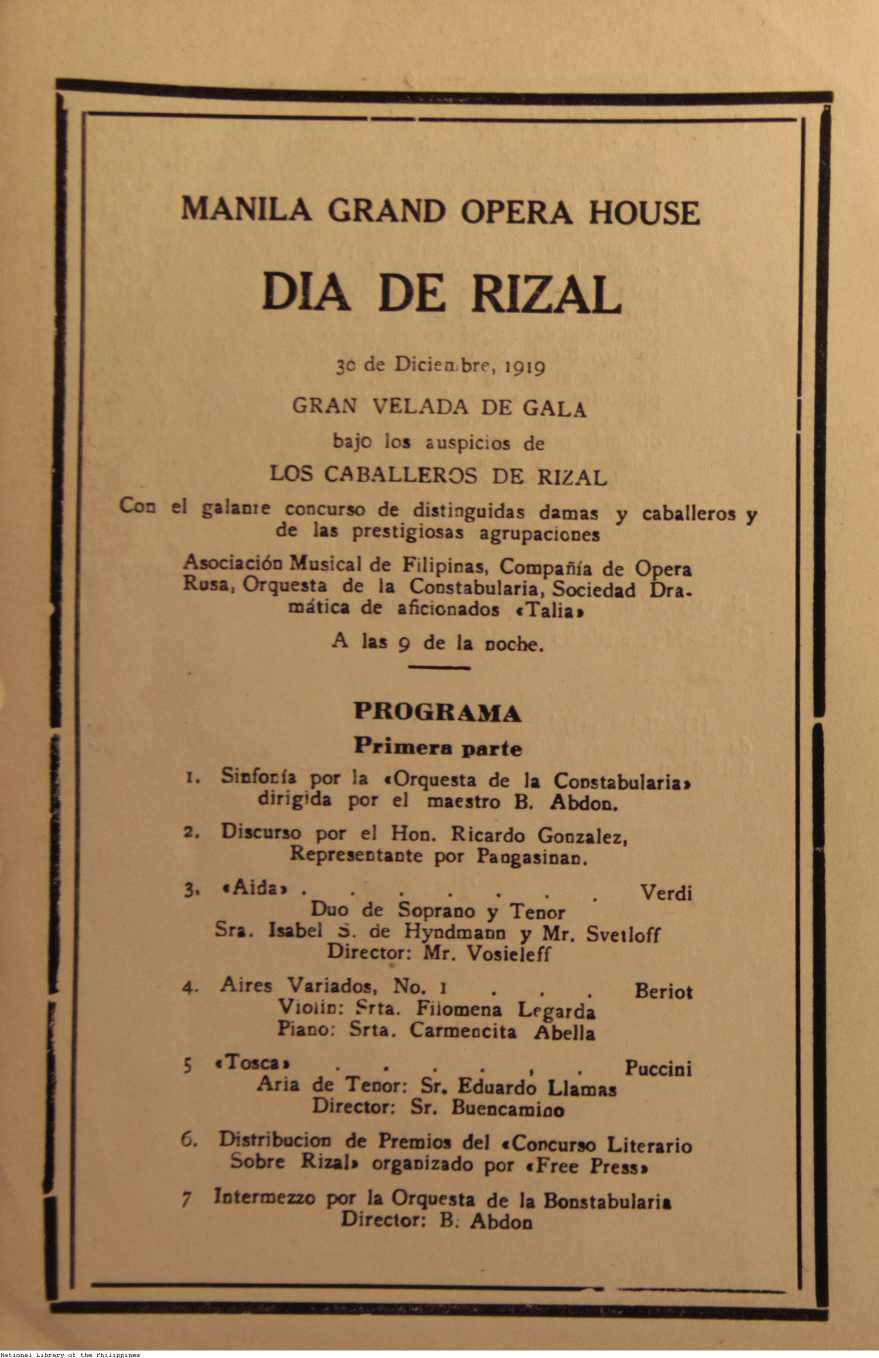 MANILA GRAND OPERA HOUSE
DIA DE RIZAL
30 de Diciembre, 1919
GRAN VELADA DE GALA
bajo los auspicios de
LOS CABALLEROS DE RIZAL
Con el galante concurso de distinguidas damas y caballeros y
de las prestigiosas agrupaciones
Asociación Musical de Filipinas, Compañía de Opera
Rusa, Orquesta de la Constabularia, Sociedad Dra-
mática de aficionados «Talia»
A las 9 de la noche.
PROGRAMA
Primera parte
1. Sinfonía por la «Orquesta de la Constabularia»
dirigida por el maestro B. Abdon.
2. Discurso por el Hon. Ricardo Gonzalez,
Representante por Pangasinan.
3. «Aida» . . . . . . . Verdi
Duo de Soprano y Tenor
Sra. Isabel S. de Hyndmann y Mr. Svetloff
Director: Mr. Vosieleff
4. Aires Variados, No. 1 . . . Beriot
Violin: Srta. Filomena Legarda
Piano: Srta. Carmencita Abella
5 «Tosca» . . . . , . Puccini
Aria de Tenor: Sr. Eduardo Llamas
Director: Sr. Buencamino
6. Distribucion de Premios del «Concurso Literario
Sobre Rizal» organizado por «Free Press»
7 Intermezzo por la Orquesta de la Bonstabularia
Director: B. Abdon
National Library of the Philippines